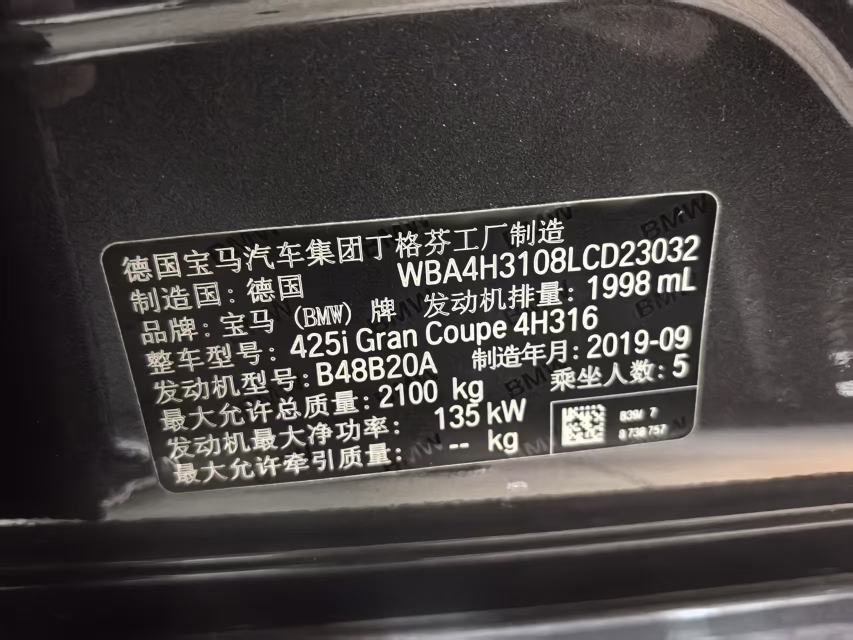 德国宝马汽车集团丁格芬工厂制造
制造国：德国 WBA4H3108LCD23032
品牌：宝马 (BMW) 牌 发动机排量：1998 mL
整车型号：425i Gran Coupe 4H316
发动机型号：B48B20A 制造年月：2019-09
最大允许总质量：2100 kg 乘坐人数：5
发动机最大净功率： 135 kW
最大允许牵引质量： -- kg
8738757